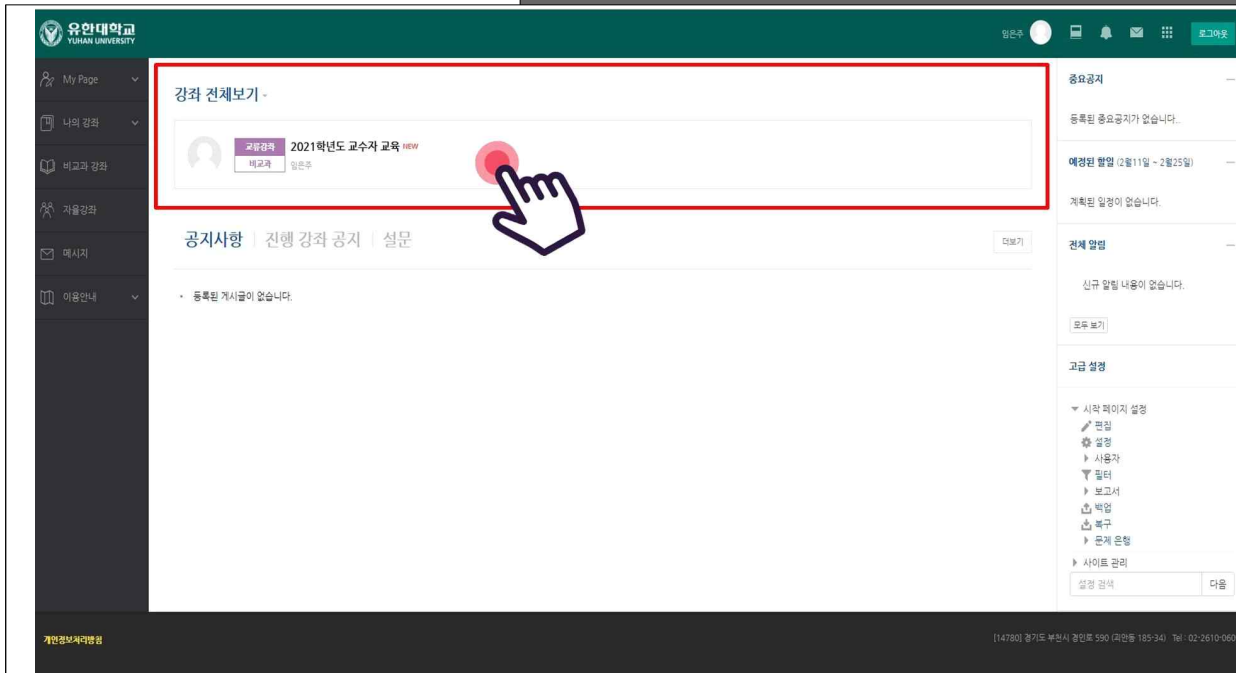 유한대학교
YUHAN UNIVERSITY
임은주
로그아웃
My Page
나의 강좌
비교과 강좌
자율강좌
메시지
이용안내
강좌 전체보기
교류강좌
비교과
2021학년도 교수자 교육 NEW
임은주
공지사항
진행 강좌 공지
설문
더보기
등록된 게시글이 없습니다.
중요공지
등록된 중요공지가 없습니다..
예정된 할일 (2월11일 ~ 2월25일)
계획된 일정이 없습니다.
전체 알림
신규 알림 내용이 없습니다.
모두 보기
고급 설정
시작 페이지 설정
편집
설정
사용자
필터
보고서
백업
복구
문제 은행
사이트 관리
설정 검색
다음
개인정보처리방침
[14780] 경기도 부천시 경인로 590 (괴안동 185-34) Tel : 02-2610-060